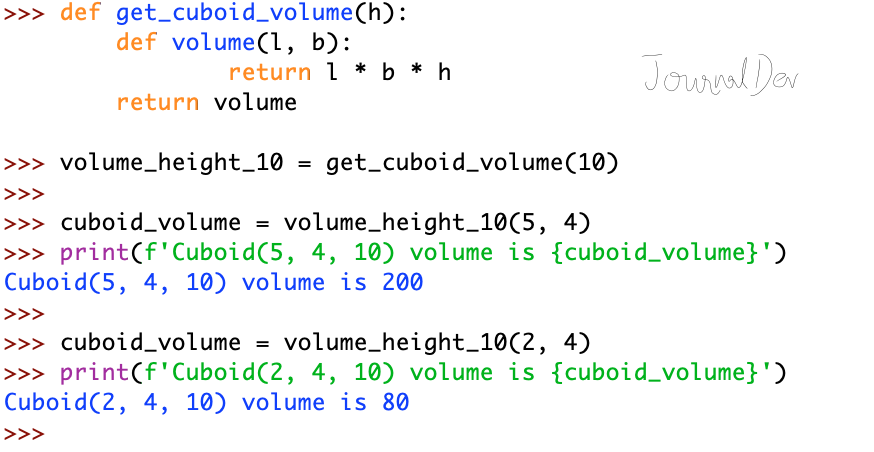 >>> def get_cuboid_volume(h):
        def volume(l, b):
                return l * b * h
        return volume
JournalDev
>>> volume_height_10 = get_cuboid_volume(10)
>>>
>>> cuboid_volume = volume_height_10(5, 4)
>>> print(f'Cuboid(5, 4, 10) volume is {cuboid_volume}')
Cuboid(5, 4, 10) volume is 200
>>>
>>> cuboid_volume = volume_height_10(2, 4)
>>> print(f'Cuboid(2, 4, 10) volume is {cuboid_volume}')
Cuboid(2, 4, 10) volume is 80
>>>